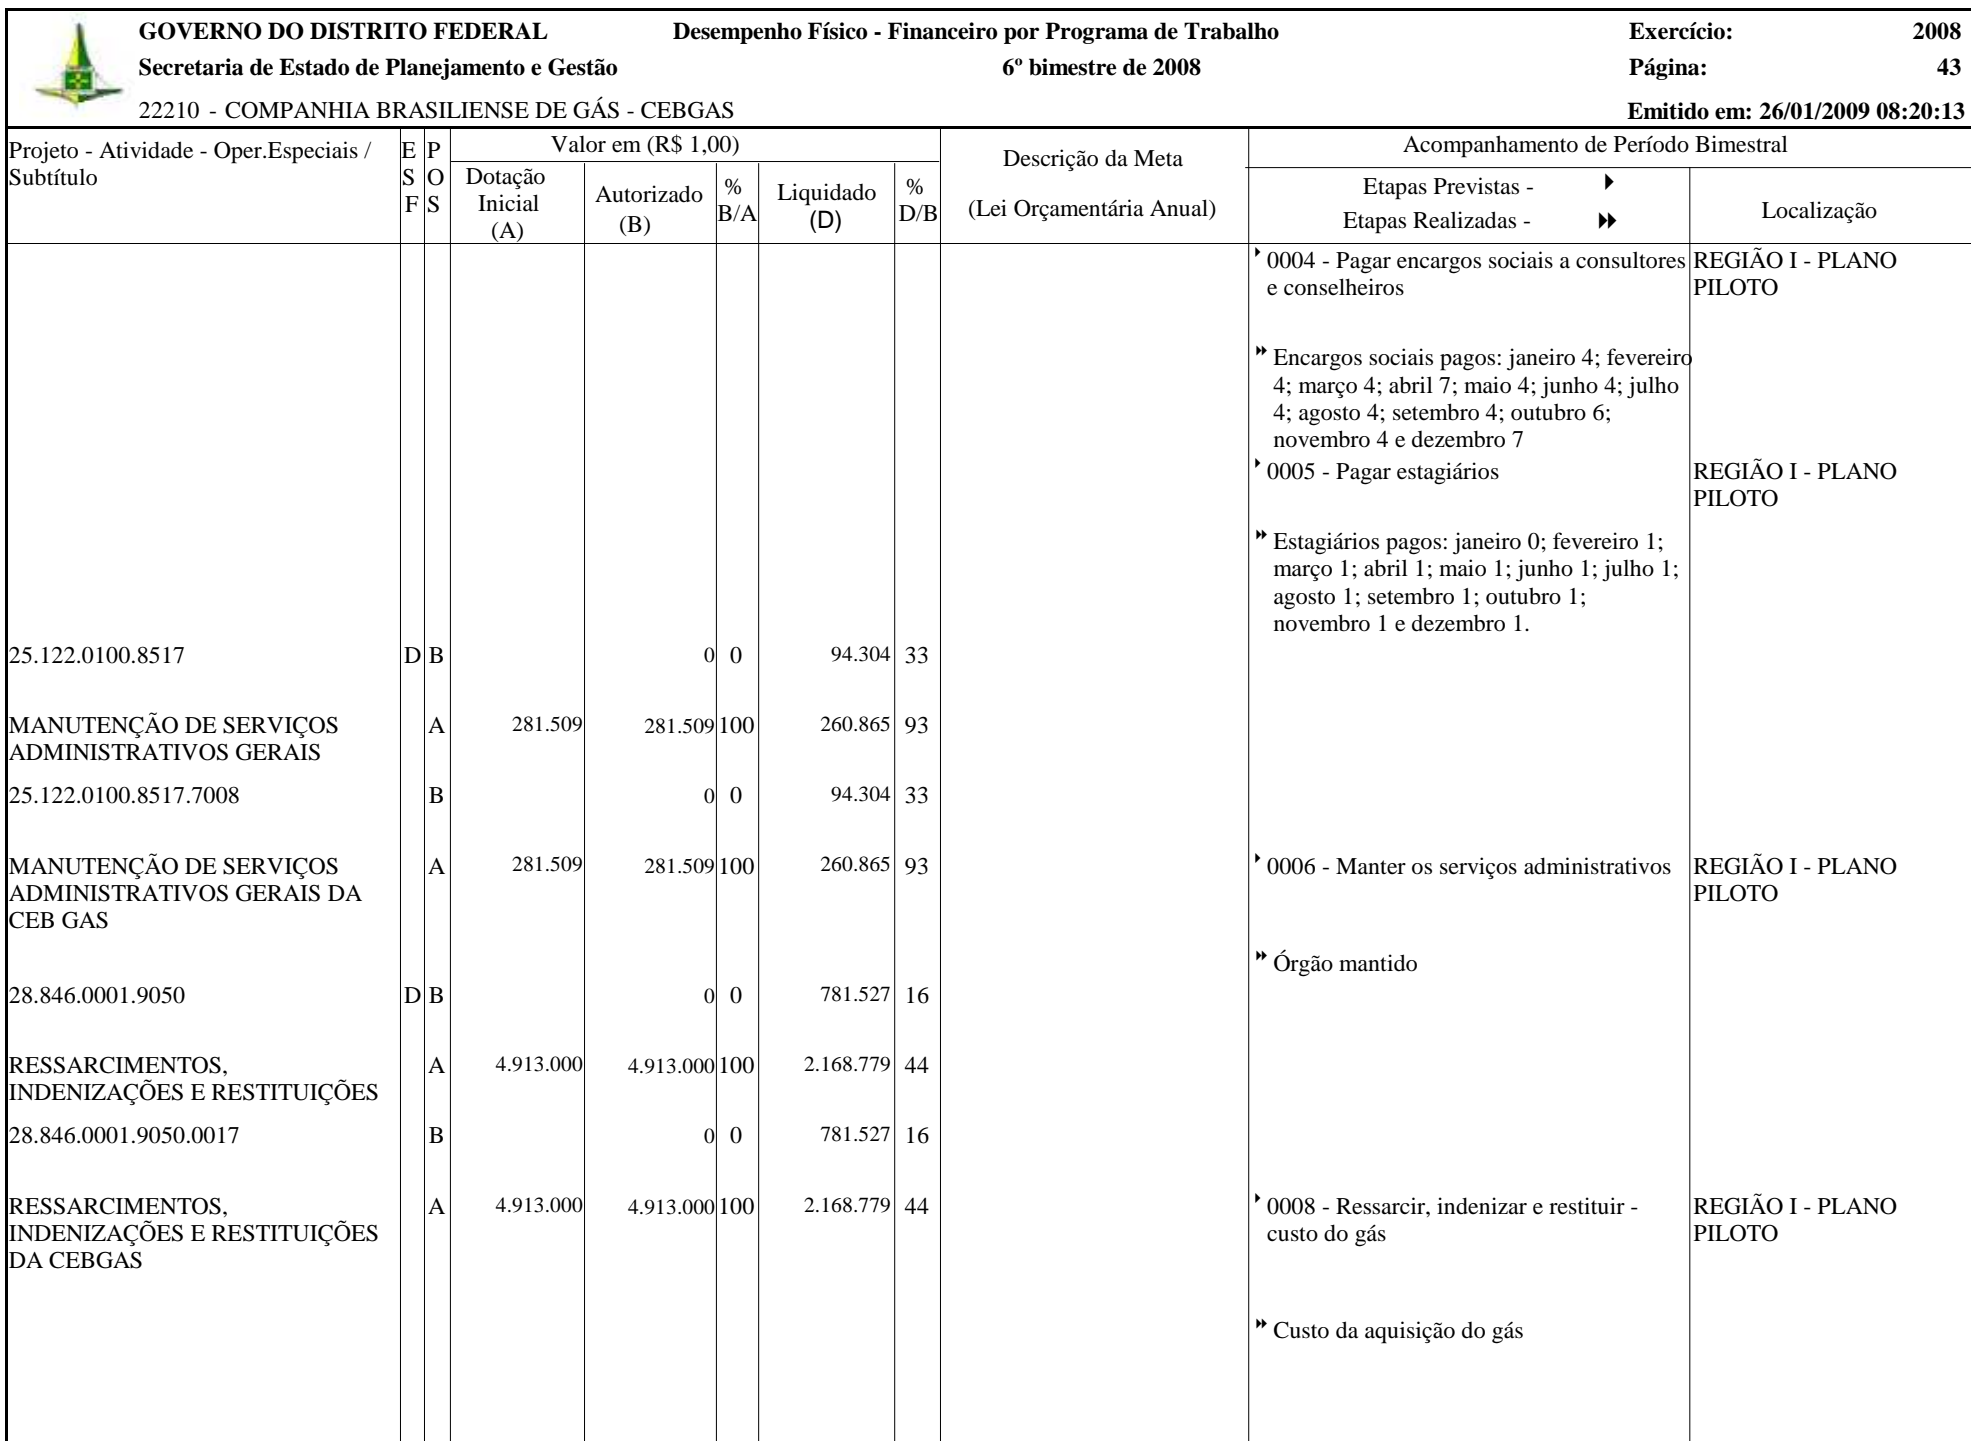 GOVERNO DO DISTRITO FEDERAL Desempenho Físico - Financeiro por Programa de Trabalho Exercício: 2008
Secretaria de Estado de Planejamento e Gestão 6º bimestre de 2008 Página: 43
22210 - COMPANHIA BRASILIENSE DE GÁS - CEBGAS Emitido em: 26/01/2009 08:20:13
Projeto - Atividade - Oper.Especiais /
Subtítulo
E
S
F
P
O
S
Valor em (R$ 1,00)
Dotação
Inicial
(A)
Autorizado
(B)
%
B/A
Liquidado
(D)
%
D/B
Descrição da Meta
(Lei Orçamentária Anual)
Acompanhamento de Período Bimestral
Etapas Previstas -
Etapas Realizadas -
Localização
0004 - Pagar encargos sociais a consultores REGIÃO I - PLANO
e conselheiros PILOTO
Encargos sociais pagos: janeiro 4; fevereiro
4; março 4; abril 7; maio 4; junho 4; julho
4; agosto 4; setembro 4; outubro 6;
novembro 4 e dezembro 7
0005 - Pagar estagiários REGIÃO I - PLANO
PILOTO
Estagiários pagos: janeiro 0; fevereiro 1;
março 1; abril 1; maio 1; junho 1; julho 1;
agosto 1; setembro 1; outubro 1;
novembro 1 e dezembro 1.
25.122.0100.8517 D B 0 0 94.304 33
MANUTENÇÃO DE SERVIÇOS A 281.509 281.509 100 260.865 93
ADMINISTRATIVOS GERAIS
25.122.0100.8517.7008 B 0 0 94.304 33
MANUTENÇÃO DE SERVIÇOS A 281.509 281.509 100 260.865 93 0006 - Manter os serviços administrativos REGIÃO I - PLANO
ADMINISTRATIVOS GERAIS DA PILOTO
CEB GAS
Órgão mantido
28.846.0001.9050 D B 0 0 781.527 16
RESSARCIMENTOS, A 4.913.000 4.913.000 100 2.168.779 44
INDENIZAÇÕES E RESTITUIÇÕES
28.846.0001.9050.0017 B 0 0 781.527 16
RESSARCIMENTOS, A 4.913.000 4.913.000 100 2.168.779 44 0008 - Ressarcir, indenizar e restituir - REGIÃO I - PLANO
INDENIZAÇÕES E RESTITUIÇÕES custo do gás PILOTO
DA CEBGAS
Custo da aquisição do gás